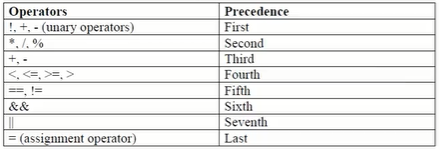 Operators Precedence
!, +, - (unary operators) First
*, /, % Second
+, - Third
<, <=, >=, > Fourth
==, != Fifth
&& Sixth
|| Seventh
= (assignment operator) Last